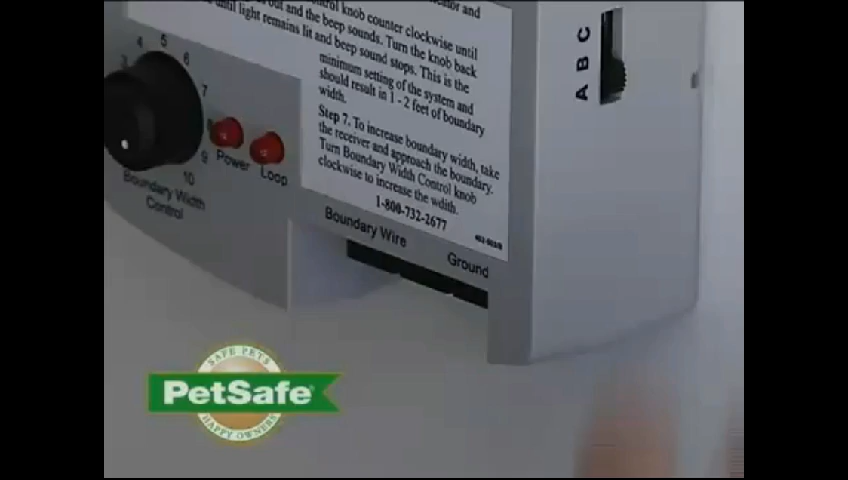 and
control knob counter clockwise until
out and the beep sounds. Turn the knob back
until light remains lit and beep sound stops. This is the
minimum setting of the system and
should result in 1 - 2 feet of boundary
width.
Step 7. To increase boundary width, take
the receiver and approach the boundary.
Turn Boundary Width Control knob
clockwise to increase the width.
1-800-732-2677
A B C
3 4 5 6 7 8 9 10
Power
Loop
Boundary Width
Control
Boundary Wire
Ground
SAFE PETS
PetSafe®
HAPPY OWNERS